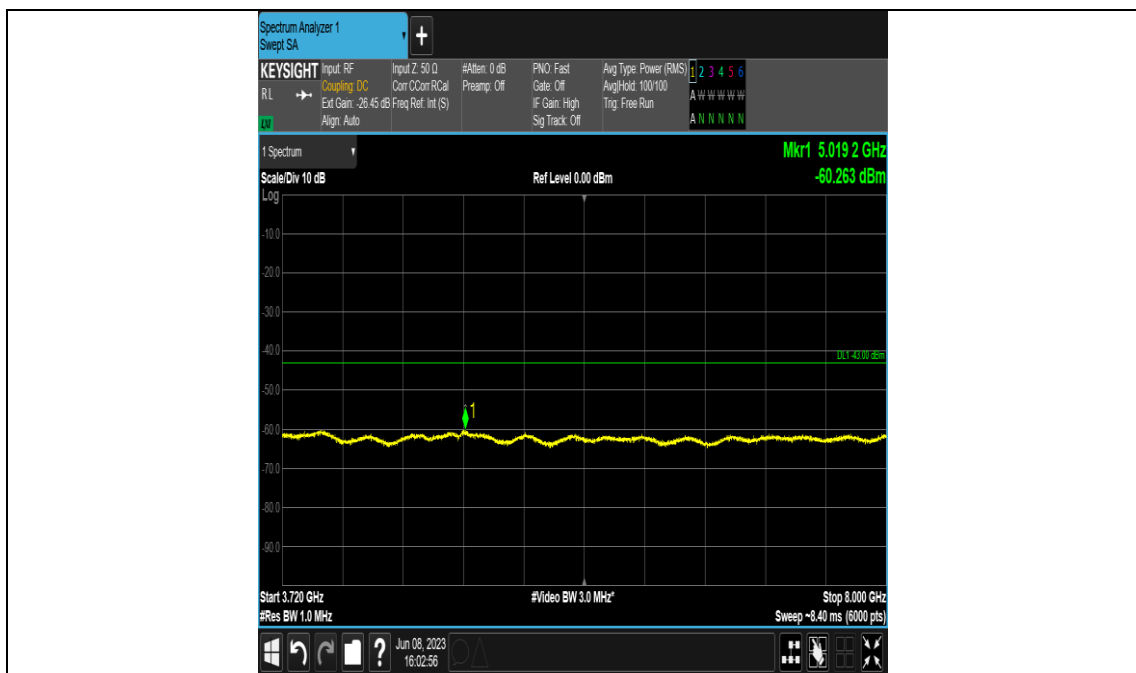 Spectrum Analyzer 1
Swept SA
+
KEYSIGHT
RL
LXI
Input: RF
Coupling: DC
Ext Gain: -26.45 dB
Align: Auto
Input Z: 50 Ω
Corr CCorr RCal
Freq Ref: Int (S)
#Atten: 0 dB
Preamp: Off
PNO: Fast
Gate: Off
IF Gain: High
Sig Track: Off
Avg Type: Power (RMS)
Avg|Hold: 100/100
Trig: Free Run
1 2 3 4 5 6
A W W W W W
A N N N N N
1 Spectrum
Mkr1 5.019 2 GHz
-60.263 dBm
Scale/Div 10 dB
Ref Level 0.00 dBm
Log
-10.0
-20.0
-30.0
-40.0
DL1 -43.00 dBm
-50.0
1
-60.0
-70.0
-80.0
-90.0
Start 3.720 GHz
#Video BW 3.0 MHz*
Stop 8.000 GHz
#Res BW 1.0 MHz
Sweep ~8.40 ms (6000 pts)
?
Jun 08, 2023
16:02:56